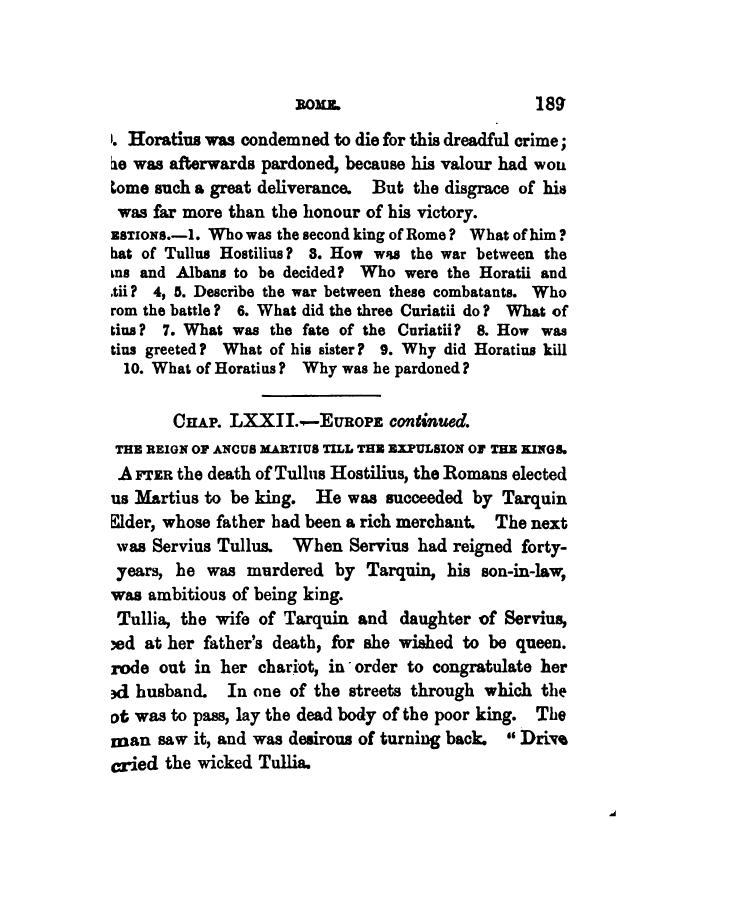 ROME. 189
. Horatius was condemned to die for this dreadful crime;
he was afterwards pardoned, because his valour had won
ome such a great deliverance. But the disgrace of his
was far more than the honour of his victory.
ESTIONS.—1. Who was the second king of Rome? What of him?
hat of Tullus Hostilius? 3. How was the war between the
ns and Albans to be decided? Who were the Horatii and
tii? 4, 5. Describe the war between these combatants. Who
rom the battle? 6. What did the three Curiatii do? What of
tius? 7. What was the fate of the Curiatii? 8. How was
tius greeted? What of his sister? 9. Why did Horatius kill
10. What of Horatius? Why was he pardoned?
CHAP. LXXII.—EUROPE continued.
THE REIGN OF ANCUS MARTIUS TILL THE EXPULSION OF THE KINGS.
AFTER the death of Tullus Hostilius, the Romans elected
us Martius to be king. He was succeeded by Tarquin
Elder, whose father had been a rich merchant. The next
was Servius Tullus. When Servius had reigned forty-
years, he was murdered by Tarquin, his son-in-law,
was ambitious of being king.
Tullia, the wife of Tarquin and daughter of Servius,
ed at her father's death, for she wished to be queen.
rode out in her chariot, in order to congratulate her
d husband. In one of the streets through which the
ot was to pass, lay the dead body of the poor king. The
man saw it, and was desirous of turning back. “ Drive
cried the wicked Tullia.